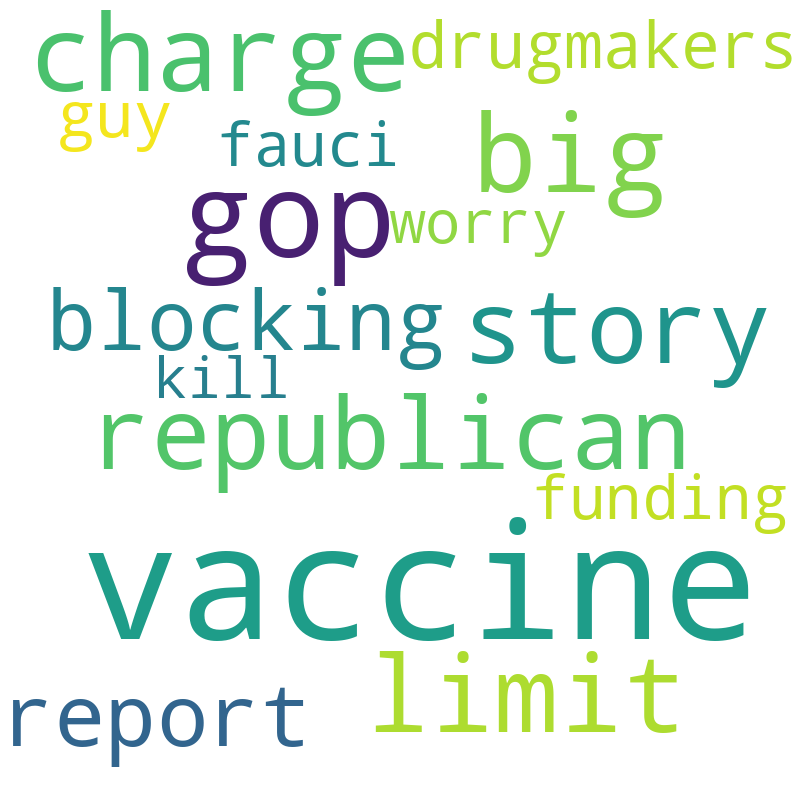 charge drugmakers
guy
fauci big
gop worry
blocking story
kill
republican
funding
vaccine
report limit